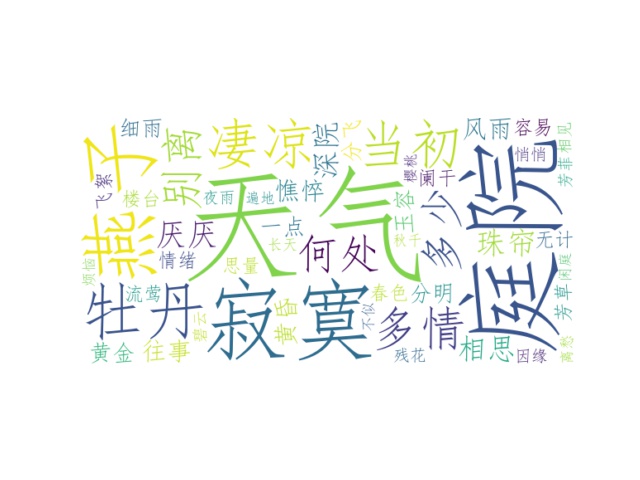 细雨
离
别
凄凉
深院
分飞
当初
风雨
容易
悄悄
芳菲
相见
燕子
飞絮
楼台
夜雨
遍地
憔悴
天气
玉容
樱桃
阑干
多少
庭院
厌厌
情绪
一点
长天
思量
何处
秋千
珠帘
无计
闲庭
烦恼
流莺
牡丹
碧云
寂寞
黄昏
春色
不似
分明
多情
芳草
黄金
往事
残花
相思
因缘
离愁